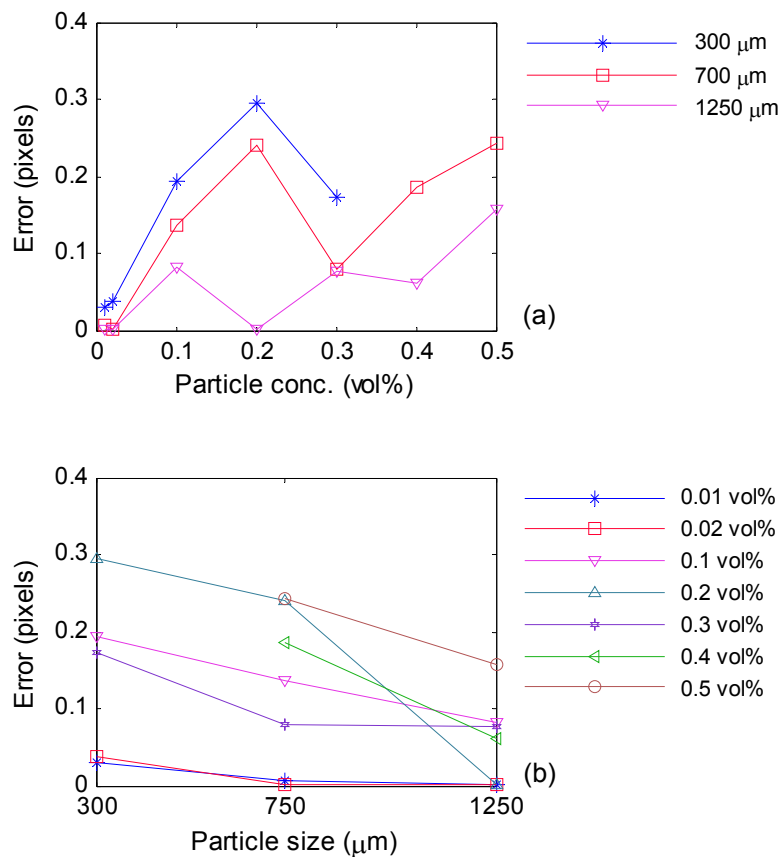 0.4
0.3
0.2
0.1
0
Error (pixels)
0 0.1 0.2 0.3 0.4 0.5
Particle conc. (vol%)
300 μm
700 μm
1250 μm
(a)
0.4
0.3
0.2
0.1
0
Error (pixels)
300 750 1250
Particle size (μm)
0.01 vol%
0.02 vol%
0.1 vol%
0.2 vol%
0.3 vol%
0.4 vol%
0.5 vol%
(b)